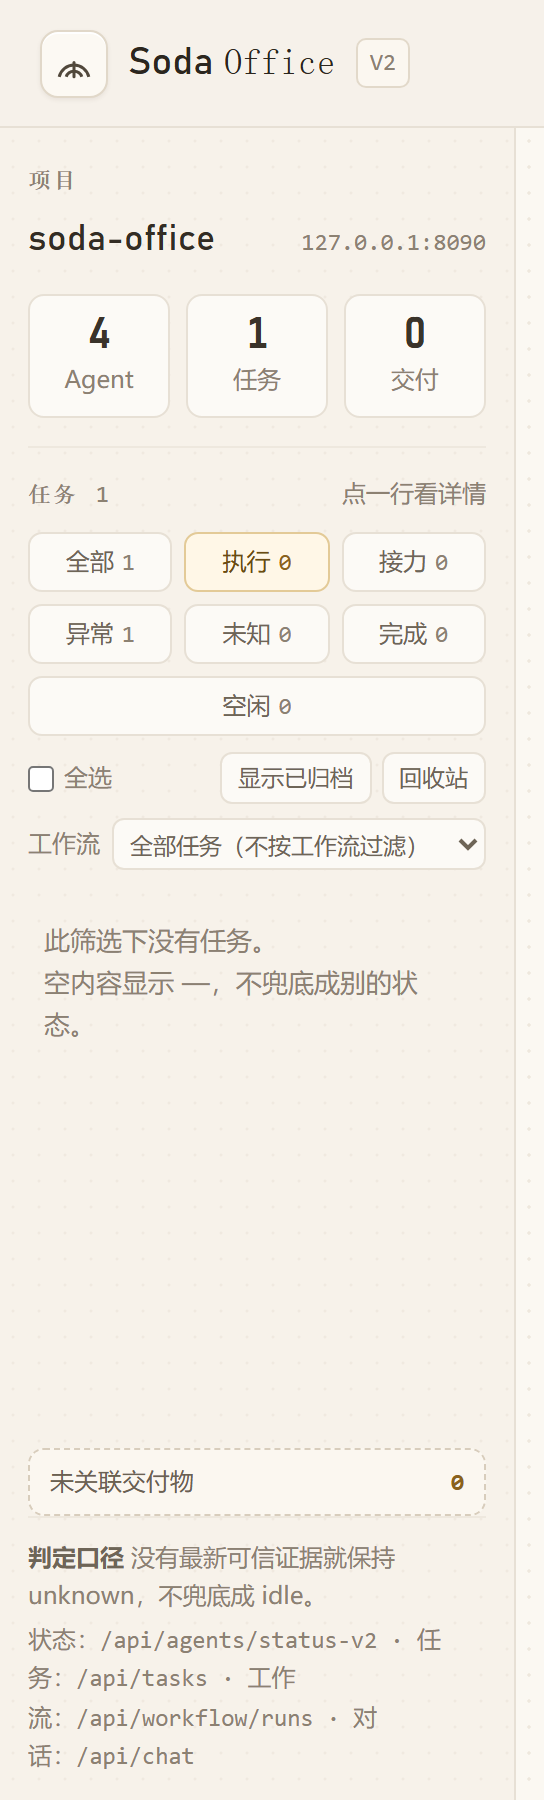 Soda Office V2
项目
soda-office 127.0.0.1:8090
4 1 0
Agent 任务 交付
任务 1 点一行看详情
全部 1 执行 0 接力 0
异常 1 未知 0 完成 0
空闲 0
全选 显示已归档 回收站
工作流 全部任务（不按工作流过滤）
此筛选下没有任务。
空内容显示 —，不兜底成别的状
态。
未关联交付物 0
判定口径 没有最新可信证据就保持
unknown，不兜底成 idle。
状态：/api/agents/status-v2 · 任
务：/api/tasks · 工作
流：/api/workflow/runs · 对
话：/api/chat